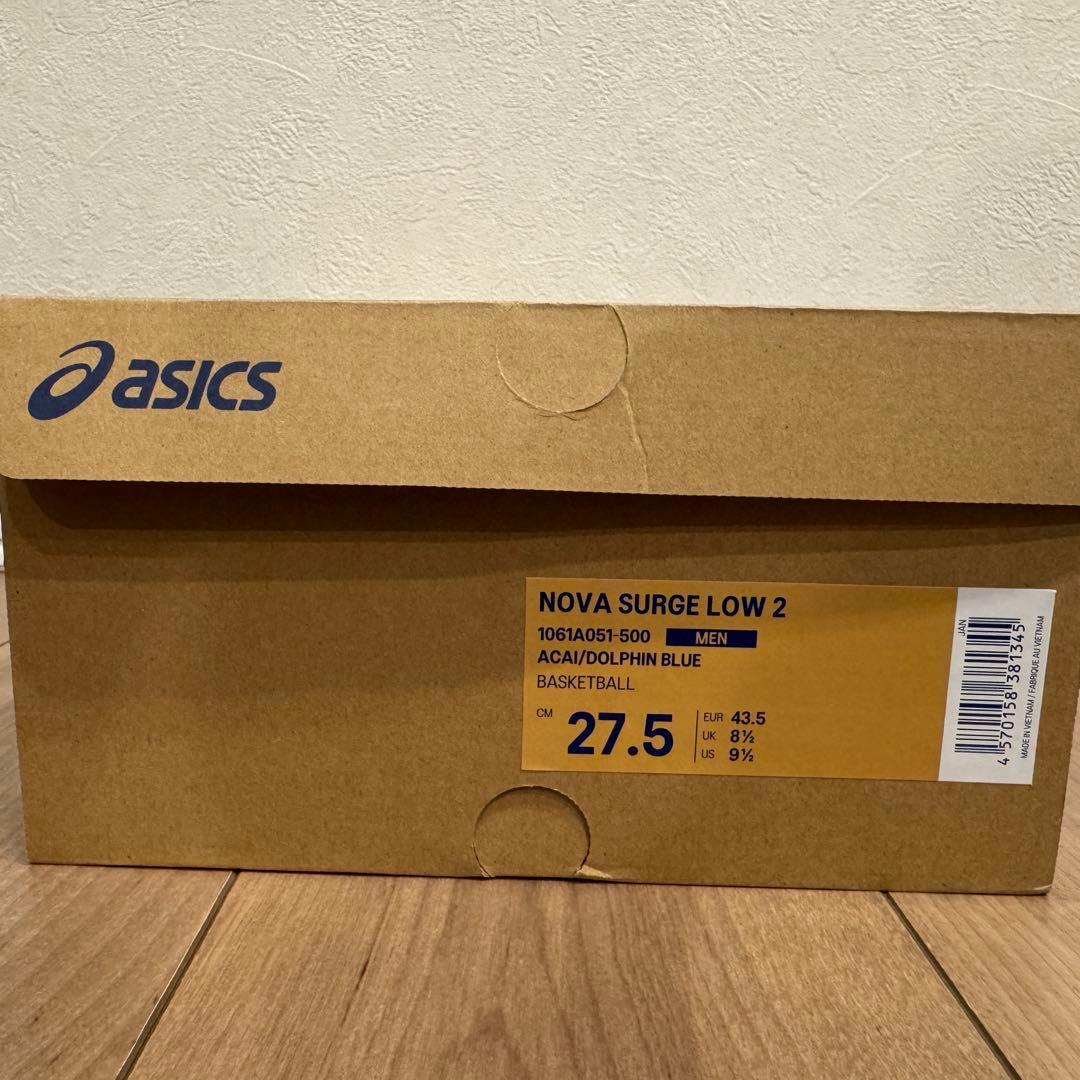 asics
NOVA SURGE LOW 2
1061A051-500 MEN
ACAI/DOLPHIN BLUE
BASKETBALL
CM 27.5
EUR 43.5
UK 8½
US 9½
JAN
4 570158 381345
MADE IN VIETNAM / FABRIQUE AU VIETNAM